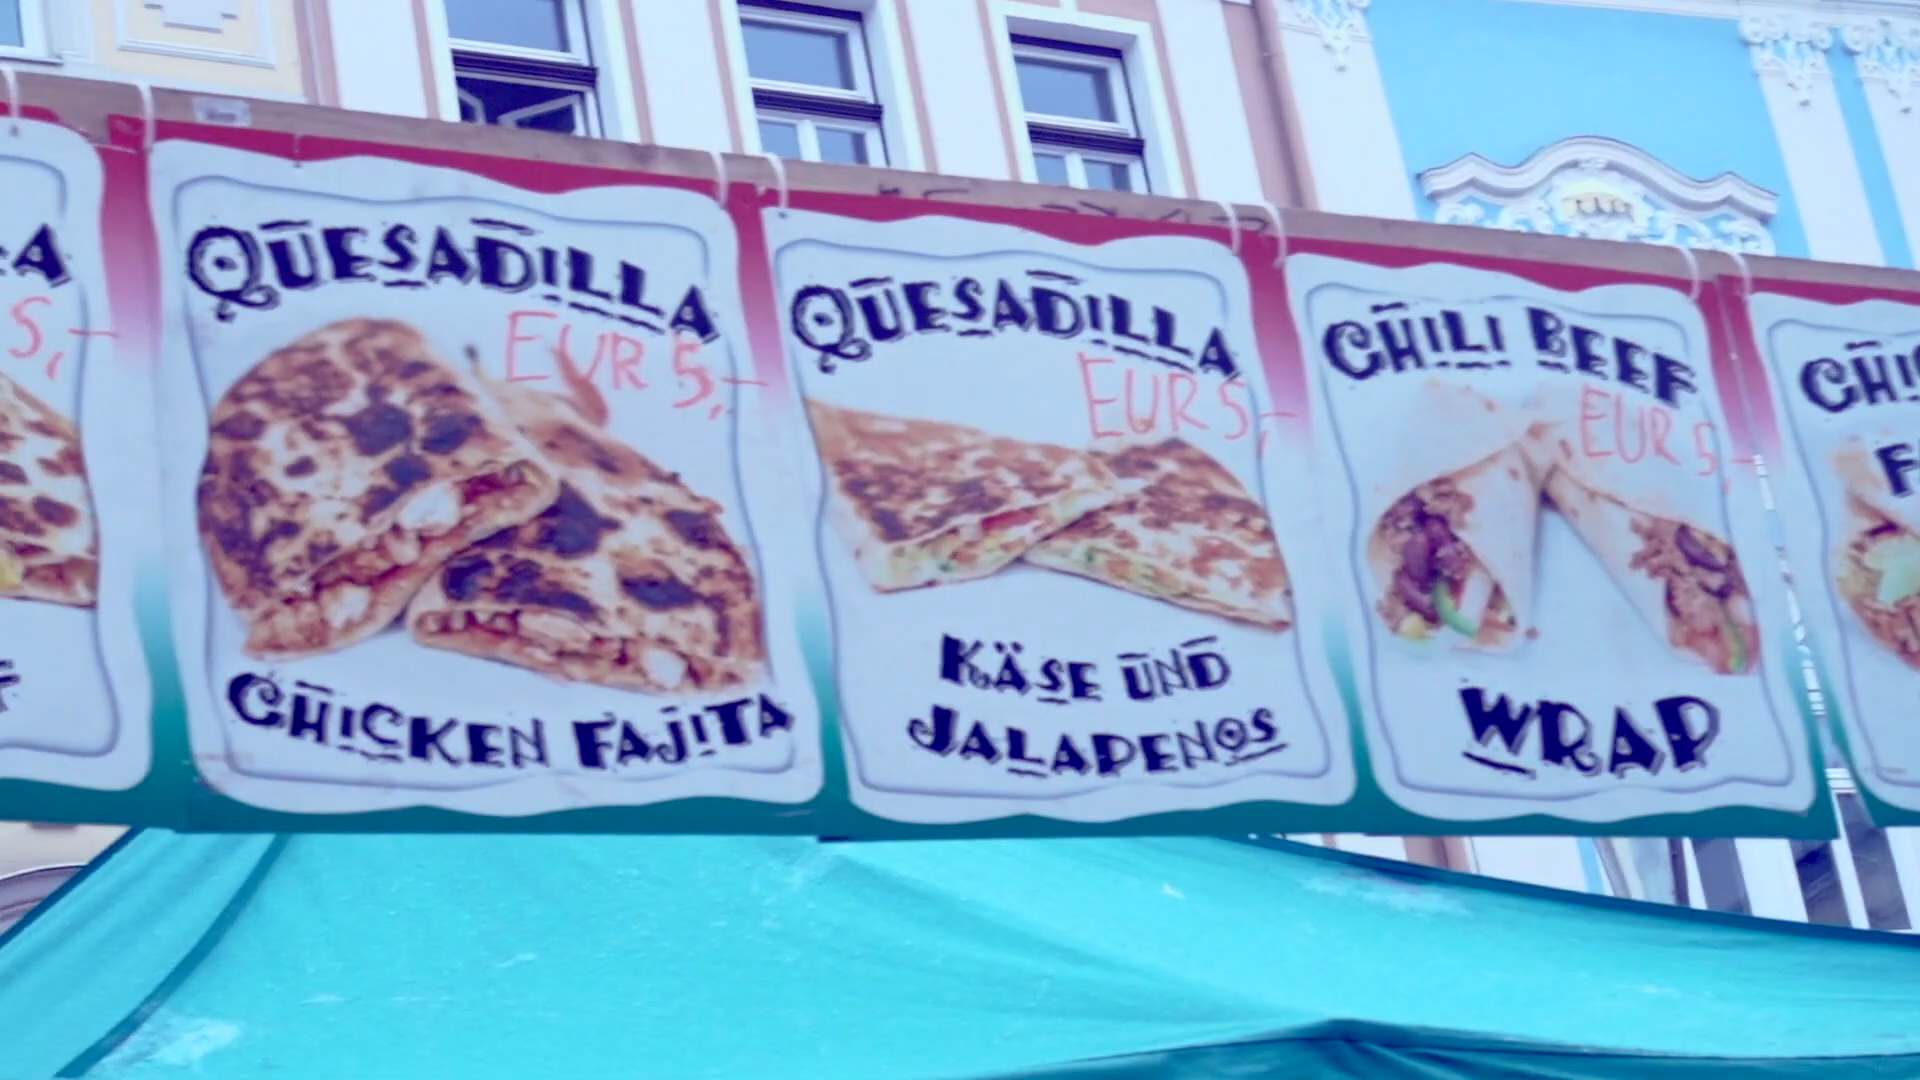 QUESADILLA
EUR 5,-
CHICKEN FAJITA
QUESADILLA
EUR 5,-
KÄSE UND
JALAPENOS
CHILI BEEF
EUR 5,-
WRAP